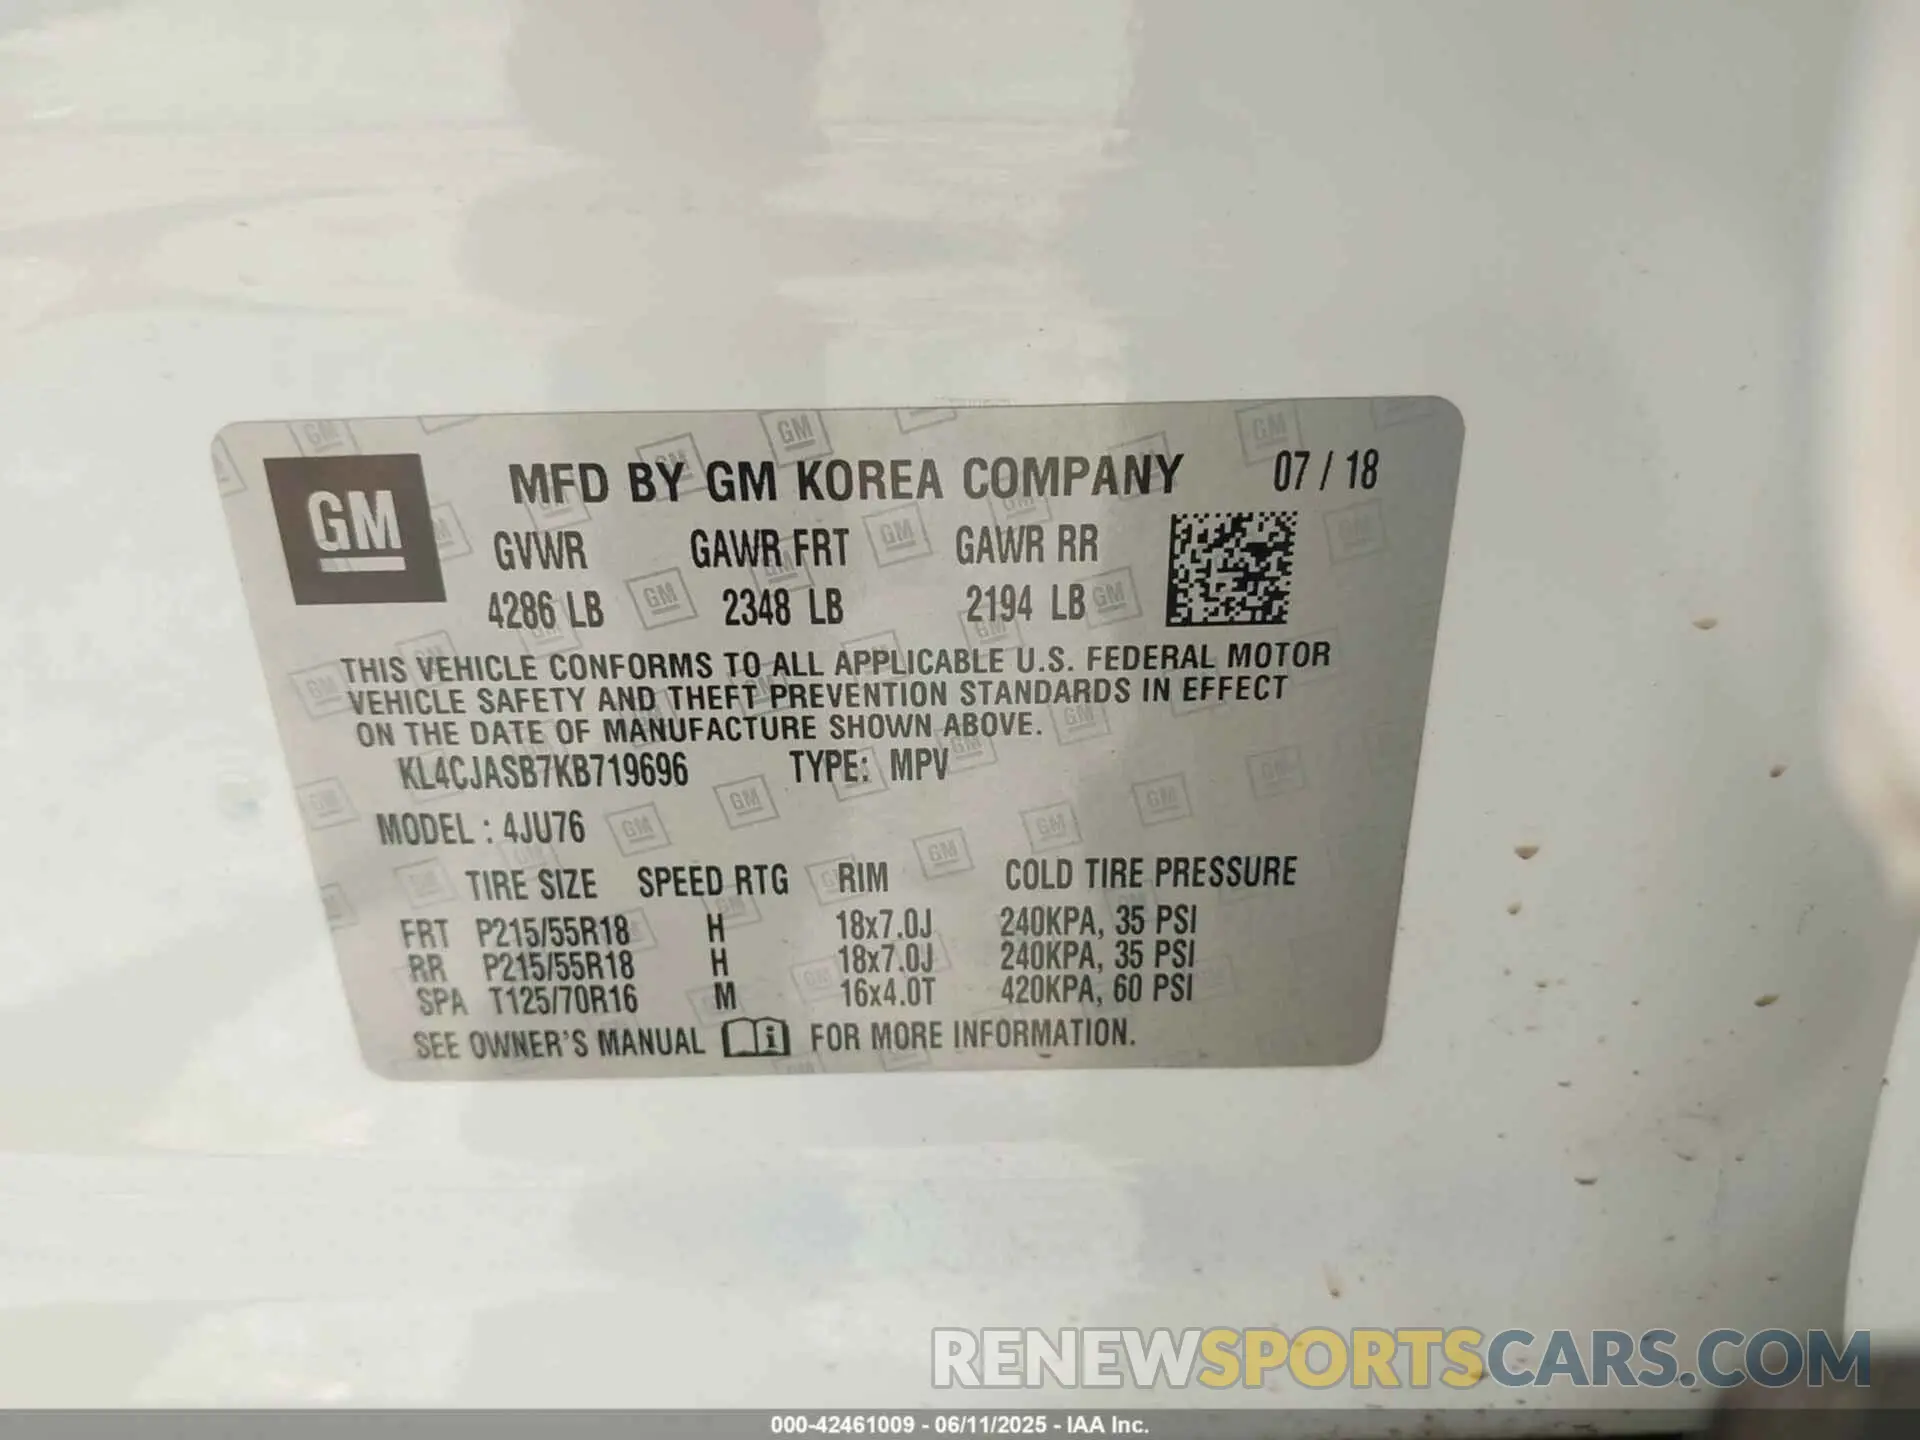 GM
MFD BY GM KOREA COMPANY 07 / 18
GVWR GAWR FRT GAWR RR
4286 LB 2348 LB 2194 LB
THIS VEHICLE CONFORMS TO ALL APPLICABLE U.S. FEDERAL MOTOR
VEHICLE SAFETY AND THEFT PREVENTION STANDARDS IN EFFECT
ON THE DATE OF MANUFACTURE SHOWN ABOVE.
KL4CJASB7KB719696 TYPE: MPV
MODEL : 4JU76
TIRE SIZE SPEED RTG RIM COLD TIRE PRESSURE
FRT P215/55R18 H 18x7.0J 240KPA, 35 PSI
RR P215/55R18 H 18x7.0J 240KPA, 35 PSI
SPA T125/70R16 M 16x4.0T 420KPA, 60 PSI
SEE OWNER'S MANUAL FOR MORE INFORMATION.
RENEWSPORTSCARS.COM
000-42461009 - 06/11/2025 - IAA Inc.